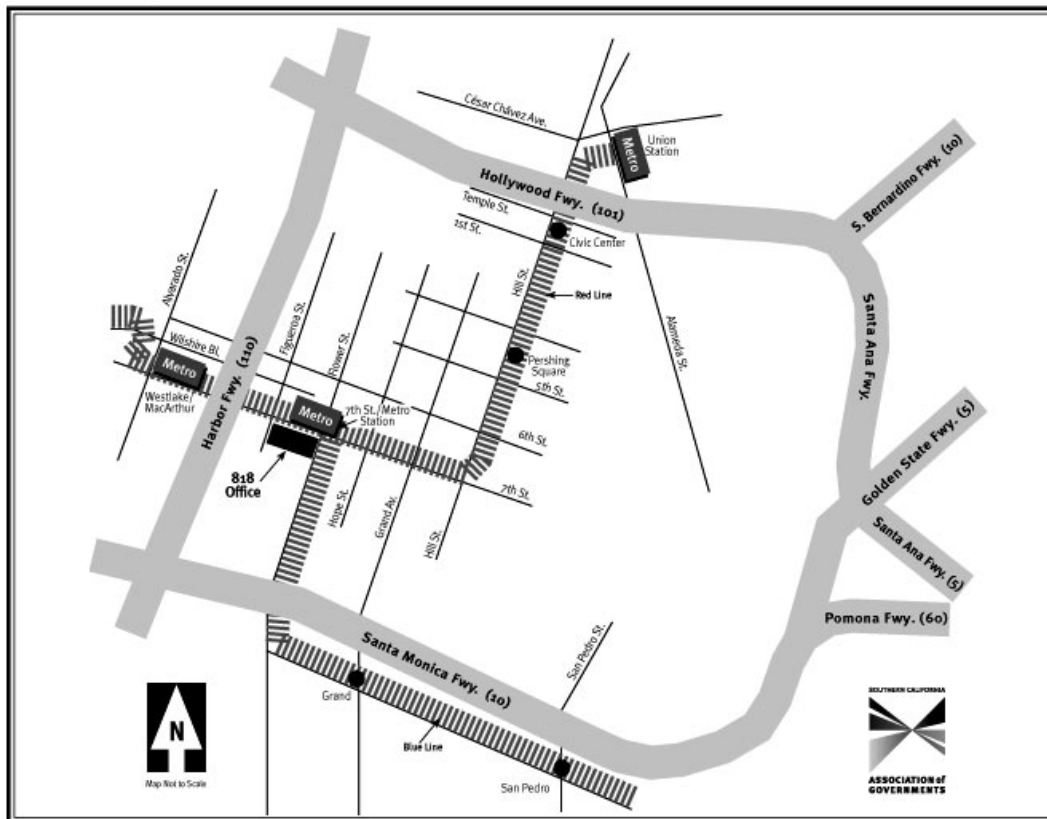 César Chávez Ave.
Metro
Union
Station
S. Bernardino Fwy. (10)
Hollywood Fwy. (101)
Temple St.
1st St.
Civic Center
Hill St.
Red Line
Alvarado St.
Figueroa St.
Flower St.
Alameda St.
Santa Ana Fwy.
Wilshire Bl.
Metro
Westlake/
MacArthur
Harbor Fwy. (110)
Pershing
Square
5th St.
Metro
7th St./Metro
Station
6th St.
818
Office
7th St.
Hope St.
Grand Av.
Hill St.
Golden State Fwy. (5)
Santa Ana Fwy. (5)
Pomona Fwy. (60)
Santa Monica Fwy. (10)
San Pedro St.
Grand
Blue Line
San Pedro
N
Map Not to Scale
SOUTHERN CALIFORNIA
ASSOCIATION of
GOVERNMENTS